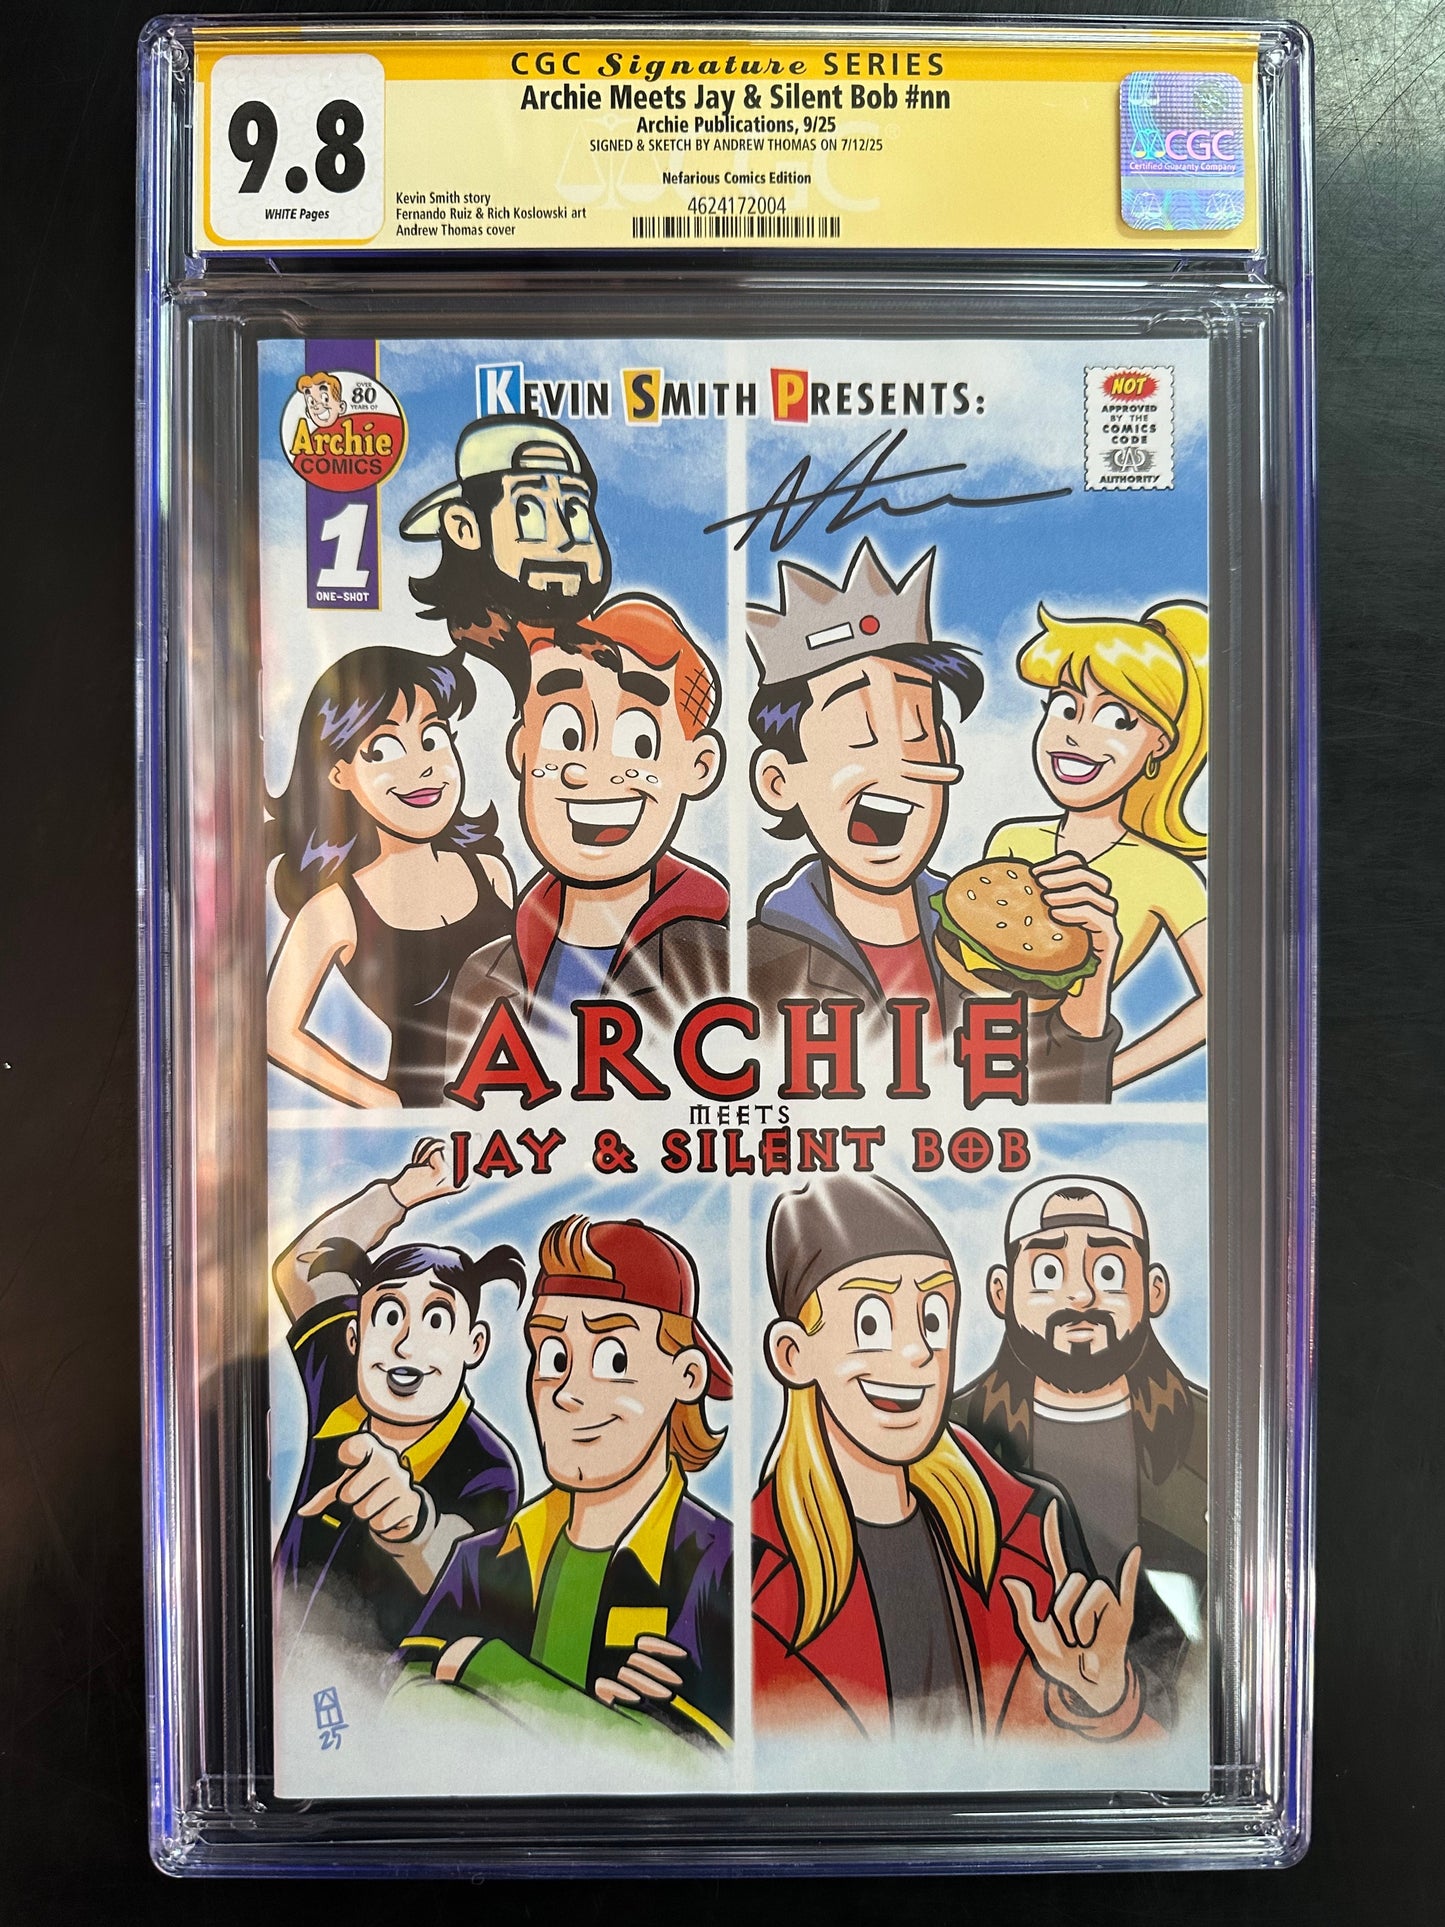 CGC Signature SERIES
Archie Meets Jay & Silent Bob #nn
Archie Publications, 9/25
SIGNED & SKETCH BY ANDREW THOMAS ON 7/12/25
Nefarious Comics Edition
4624172004
9.8
WHITE Pages
Kevin Smith story
Fernando Ruiz & Rich Koslowski art
Andrew Thomas cover
CGC
Certified Guaranty Company
OVER
80
YEARS OF
Archie
COMICS
1
ONE-SHOT
KEVIN SMITH PRESENTS:
NOT
APPROVED
BY THE
COMICS
CODE
AUTHORITY
ARCHIE
MEETS
JAY & SILENT BOB
AT
25